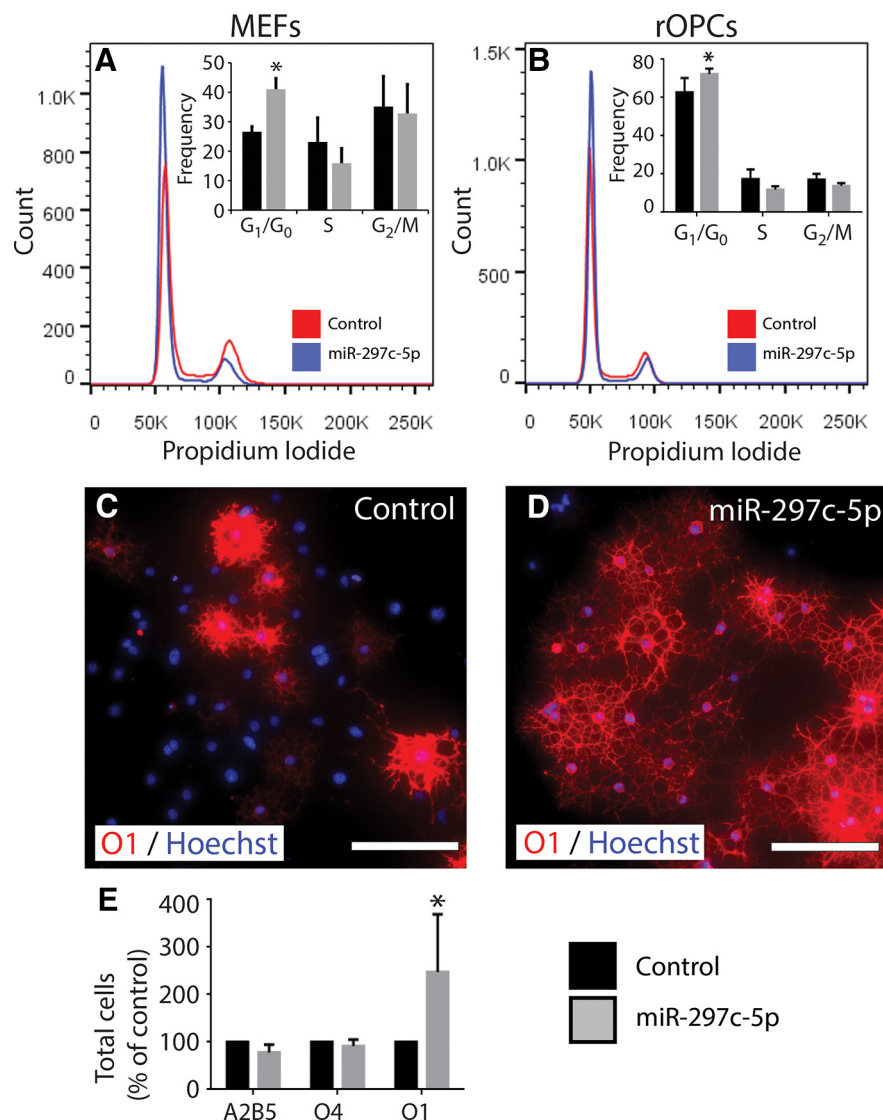 MEFs
rOPCs
A
50
40
30
20
10
0
Frequency
*
G1/G0
S
G2/M
1.0K
800
600
400
200
0
Count
Control
miR-297c-5p
0
50K
100K
150K
200K
250K
Propidium Iodide
B
80
60
40
20
0
Frequency
*
G1/G0
S
G2/M
1.5K
1.0K
500
0
Count
Control
miR-297c-5p
0
50K
100K
150K
200K
250K
Propidium Iodide
C
Control
O1 / Hoechst
D
miR-297c-5p
O1 / Hoechst
E
400
300
200
100
0
Total cells
(% of control)
*
A2B5
O4
O1
Control
miR-297c-5p